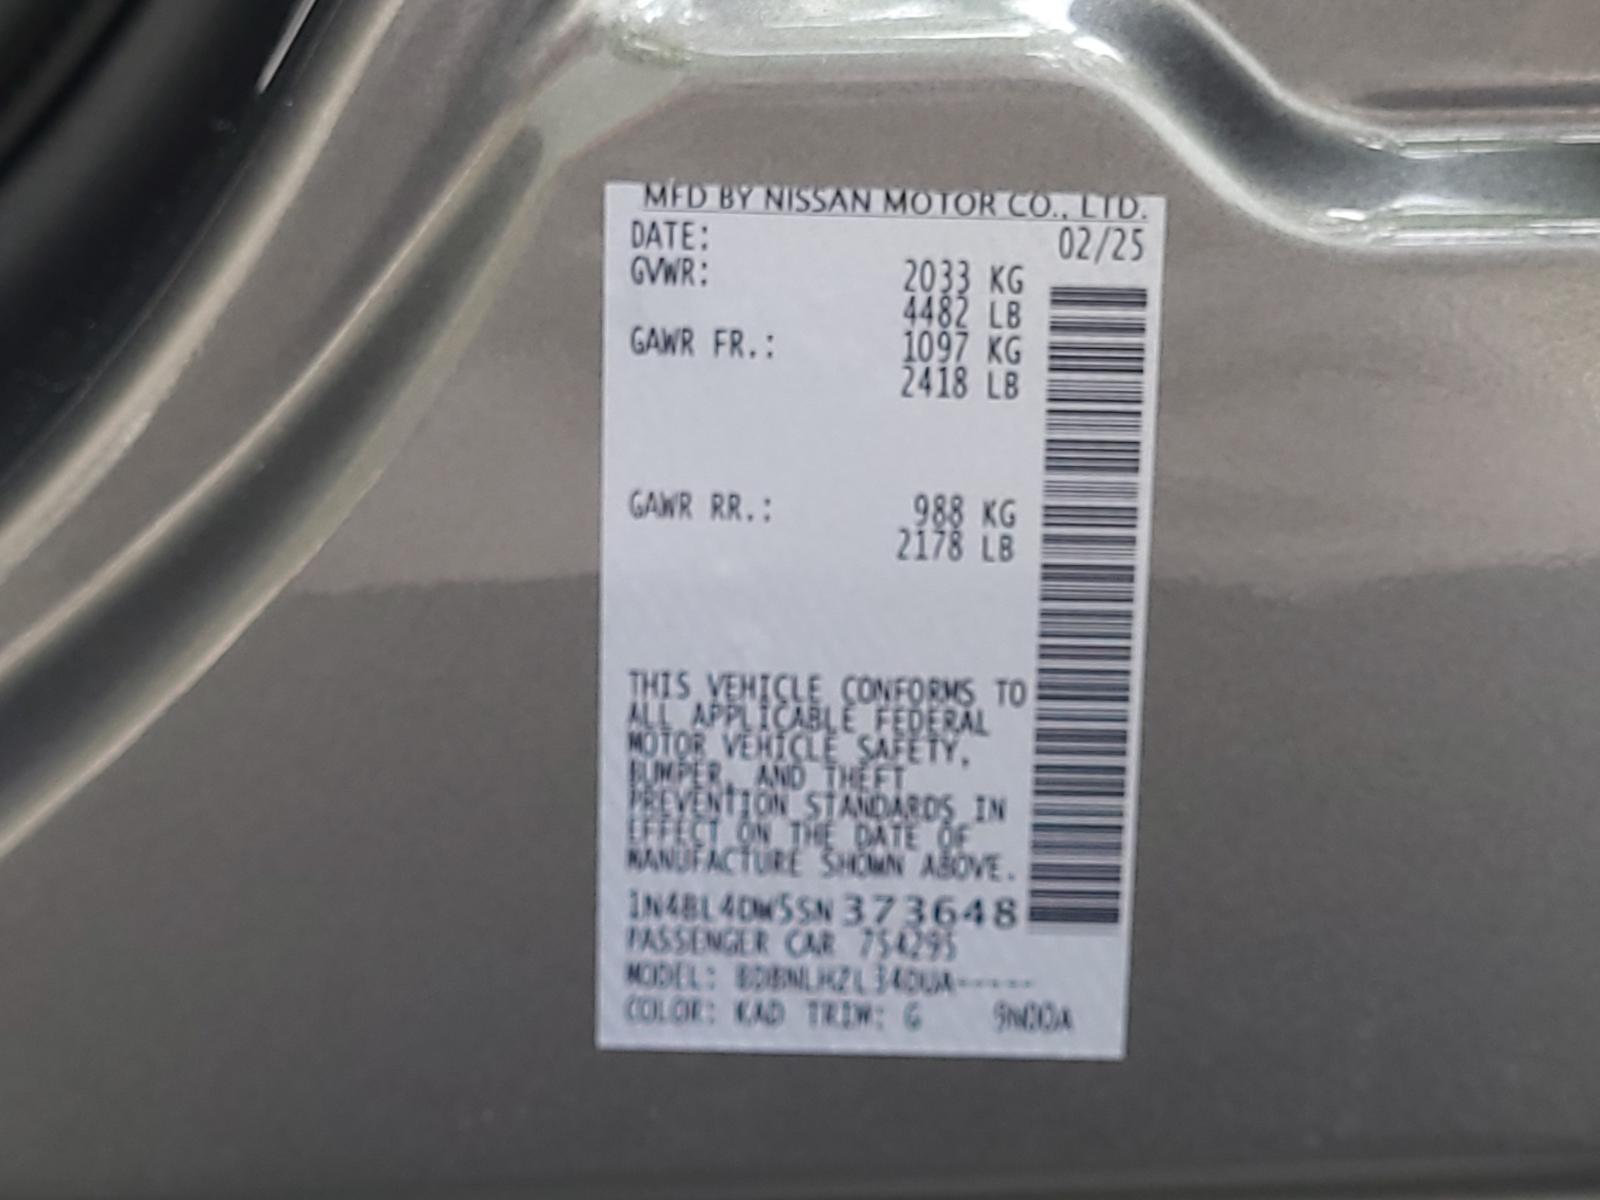 MFD BY NISSAN MOTOR CO., LTD.
DATE: 02/25
GVWR: 2033 KG
4482 LB
GAWR FR.: 1097 KG
2418 LB
GAWR RR.: 988 KG
2178 LB
THIS VEHICLE CONFORMS TO
ALL APPLICABLE FEDERAL
MOTOR VEHICLE SAFETY,
BUMPER, AND THEFT
PREVENTION STANDARDS IN
EFFECT ON THE DATE OF
MANUFACTURE SHOWN ABOVE.
1N4BL4DW5SN373648
PASSENGER CAR 754295
MODEL:
COLOR: KAD TRIM: G